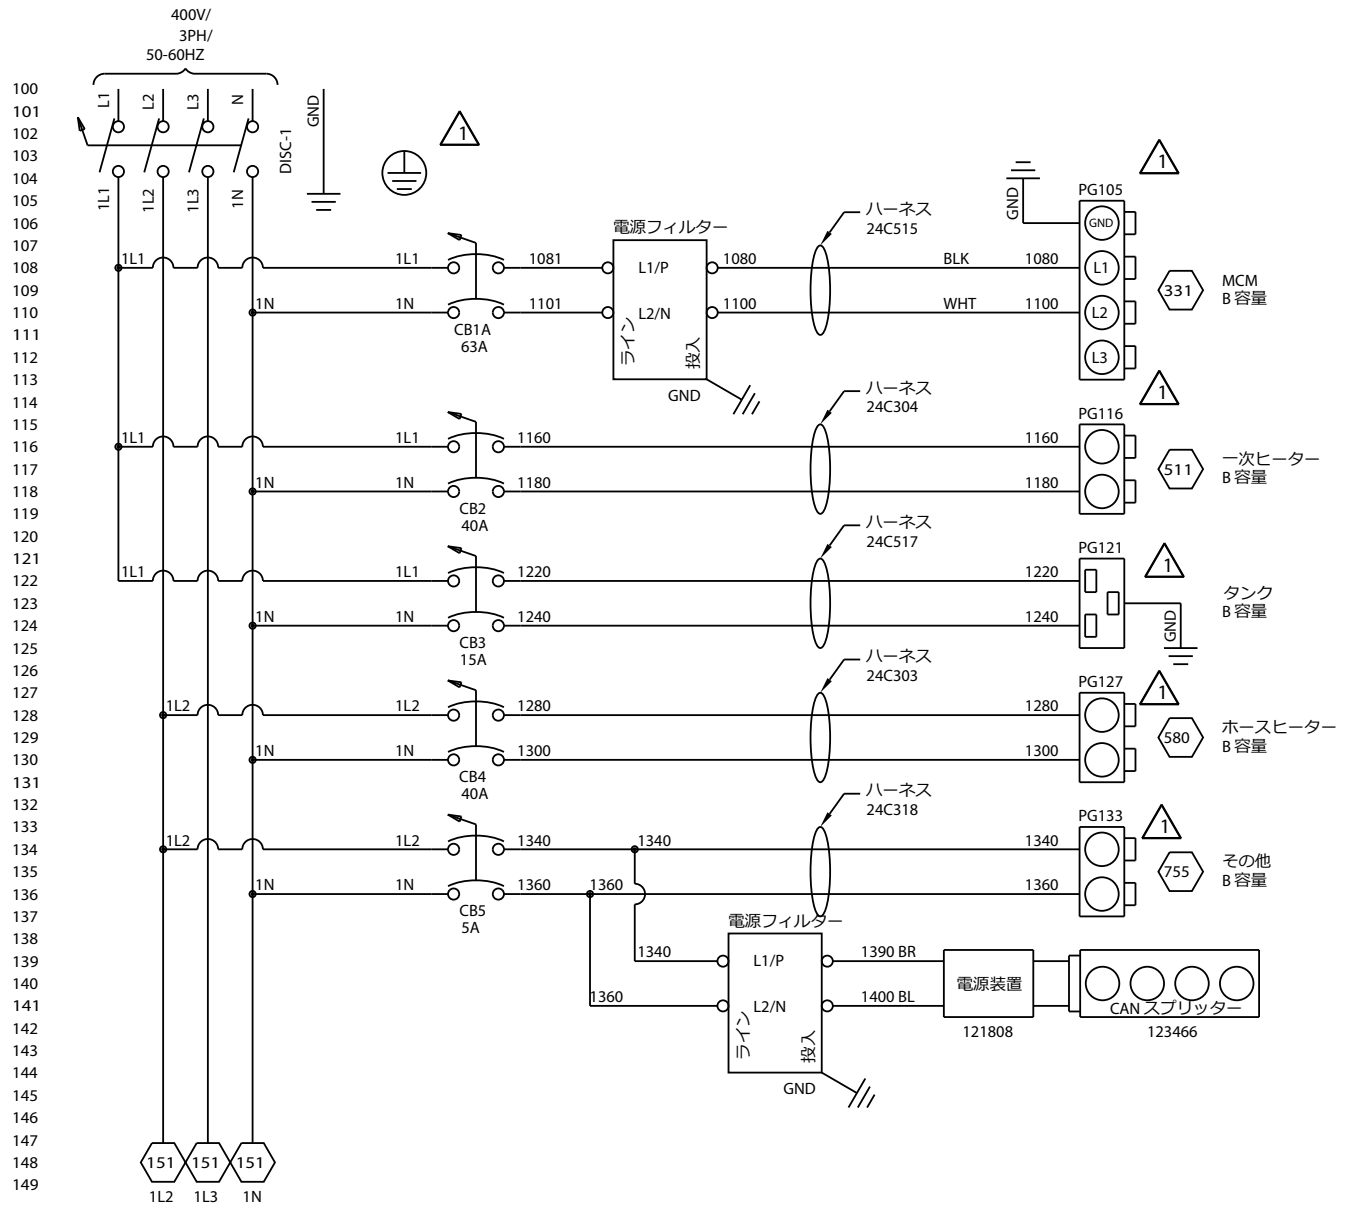 400V/
3PH/
50-60HZ
100
101
102
103
104
105
106
107
108
109
110
111
112
113
114
115
116
117
118
119
120
121
122
123
124
125
126
127
128
129
130
131
132
133
134
135
136
137
138
139
140
141
142
143
144
145
146
147
148
149
L1
L2
L3
N
GND
DISC-1
1L1
1L2
1L3
1N
1
1L1
1L1
1081
1N
1N
1101
CB1A
63A
電源フィルター
L1/P
L2/N
ライン
投入
GND
1080
1100
ハーネス
24C515
BLK
1080
WHT
1100
GND
PG105
GND
L1
L2
L3
1
331
MCM
B 容量
1L1
1L1
1160
1N
1N
1180
CB2
40A
ハーネス
24C304
1160
1180
PG116
1
511
一次ヒーター
B 容量
1L1
1L1
1220
1N
1N
1240
CB3
15A
ハーネス
24C517
1220
1240
PG121
1
GND
タンク
B 容量
1L2
1L2
1280
1N
1N
1300
CB4
40A
ハーネス
24C303
1280
1300
PG127
1
580
ホースヒーター
B 容量
1L2
1L2
1340
1340
1N
1N
1360
1360
CB5
5A
ハーネス
24C318
1340
1360
PG133
1
755
その他
B 容量
1340
1360
電源フィルター
L1/P
L2/N
ライン
投入
GND
1390 BR
1400 BL
電源装置
121808
CAN スプリッター
123466
151
151
151
1L2
1L3
1N